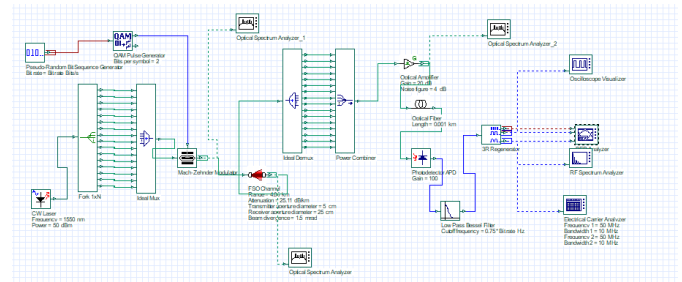 QAM
Optical Spectrum Analyzer_1
QAM Pulse Generator
Bits per symbol = 2
Optical Spectrum Analyzer_2
Pseudo-Random Bit Sequence Generator
Bitrate = Bitrate Bits/s
Optical Amplifier
Gain = 20 dB
Noise figure = 4 dB
Oscilloscope Visualizer
Optical Fiber
Length = 0.001 km
3R Regenerator
Analyzer
Ideal Demux
Power Combiner
Mach-Zehnder Modulator
Photodetector APD
Gain = 100
RF Spectrum Analyzer
FSO Channel
Range = km
Attenuation = 25.11 dB/km
Transmitter aperture diameter = 5 cm
Receiver aperture diameter = 25 cm
Beam divergence = 1.5 mrad
Fork 1xN
Ideal Mux
CW Laser
Frequency = 1550 nm
Power = 50 dBm
Low Pass Bessel Filter
Cutoff frequency = 0.75 * Bitrate Hz
Electrical Carrier Analyzer
Frequency 1 = 50 MHz
Bandwidth 1 = 10 MHz
Frequency 2 = 50 MHz
Bandwidth 2 = 10 MHz
Optical Spectrum Analyzer